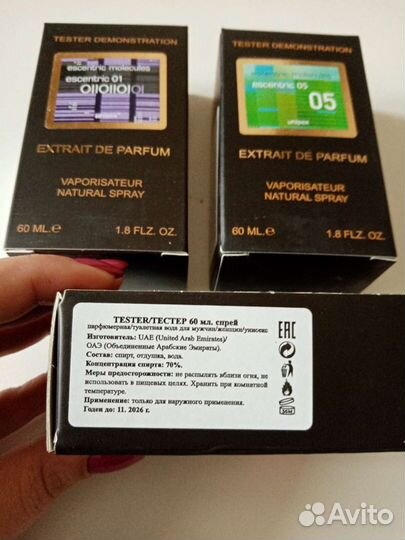 TESTER DEMONSTRATION
escentric molecules
escentric 01
EXTRAIT DE PARFUM
VAPORISATEUR
NATURAL SPRAY
60 ML.e
1.8 FLZ. OZ.
TESTER DEMONSTRATION
escentric molecules
escentric 05
05
unisex
EXTRAIT DE PARFUM
VAPORISATEUR
NATURAL SPRAY
60 ML.e
1.8 FLZ. OZ.
TESTER/ТЕСТЕР 60 мл. спрей
парфюмерная/туалетная вода для мужчин/женщин/унисекс
Изготовитель: UAE (United Arab Emirates)/
ОАЭ (Объединенные Арабские Эмираты).
Состав: спирт, отдушка, вода.
Концентрация спирта: 70%.
Меры предосторожности: не распылять вблизи огня, не
использовать в пищевых целях. Хранить при комнатной
температуре.
Применение: только для наружного применения.
Годен до: 11. 2026 г.
EAC
36M
Avito